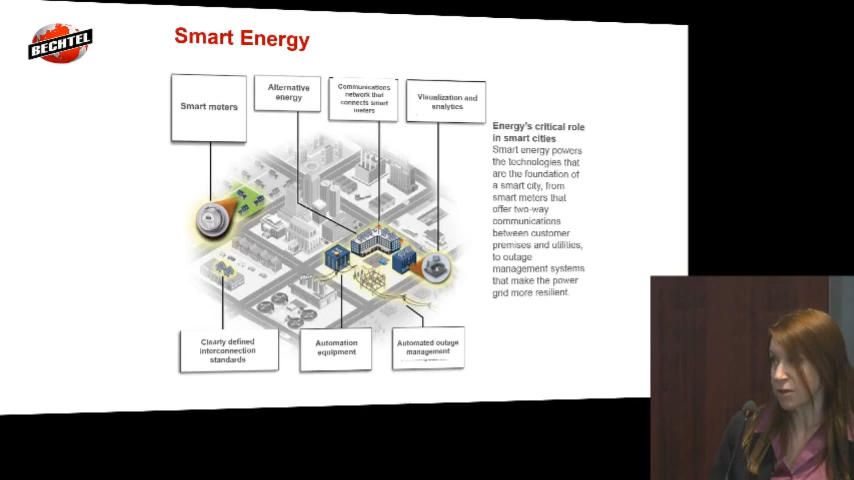 BECHTEL
Smart Energy
Smart meters
Alternative
energy
Communications
network that
connects smart
meters
Visualization and
analytics
Energy's critical role
in smart cities
Smart energy powers
the technologies that
are the foundation of
a smart city, from
smart meters that
offer two-way
communications
between customer
premises and utilities,
to outage
management systems
that make the power
grid more resilient.
Clearly defined
interconnection
standards
Automation
equipment
Automated outage
management